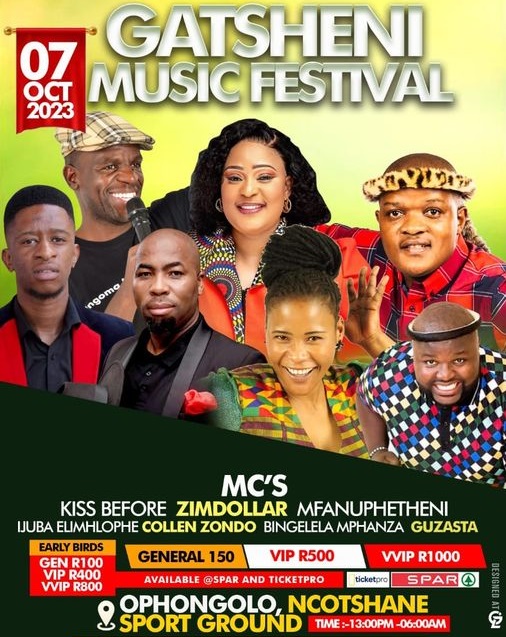 07
OCT
2023
GATSHENI
MUSIC FESTIVAL
ngomo
MC'S
KISS BEFORE ZIMDOLLAR MFANUPHETHENI
IJUBA ELIMHLOPHE COLLEN ZONDO BINGELELA MPHANZA GUZASTA
EARLY BIRDS
GEN R100
VIP R400
VVIP R800
GENERAL 150
VIP R500
VVIP R1000
AVAILABLE @SPAR AND TICKETPRO
ticketpro
SPAR
OPHONGOLO, NCOTSHANE
SPORT GROUND
TIME :-13:00PM -06:00AM
DESIGNED AT